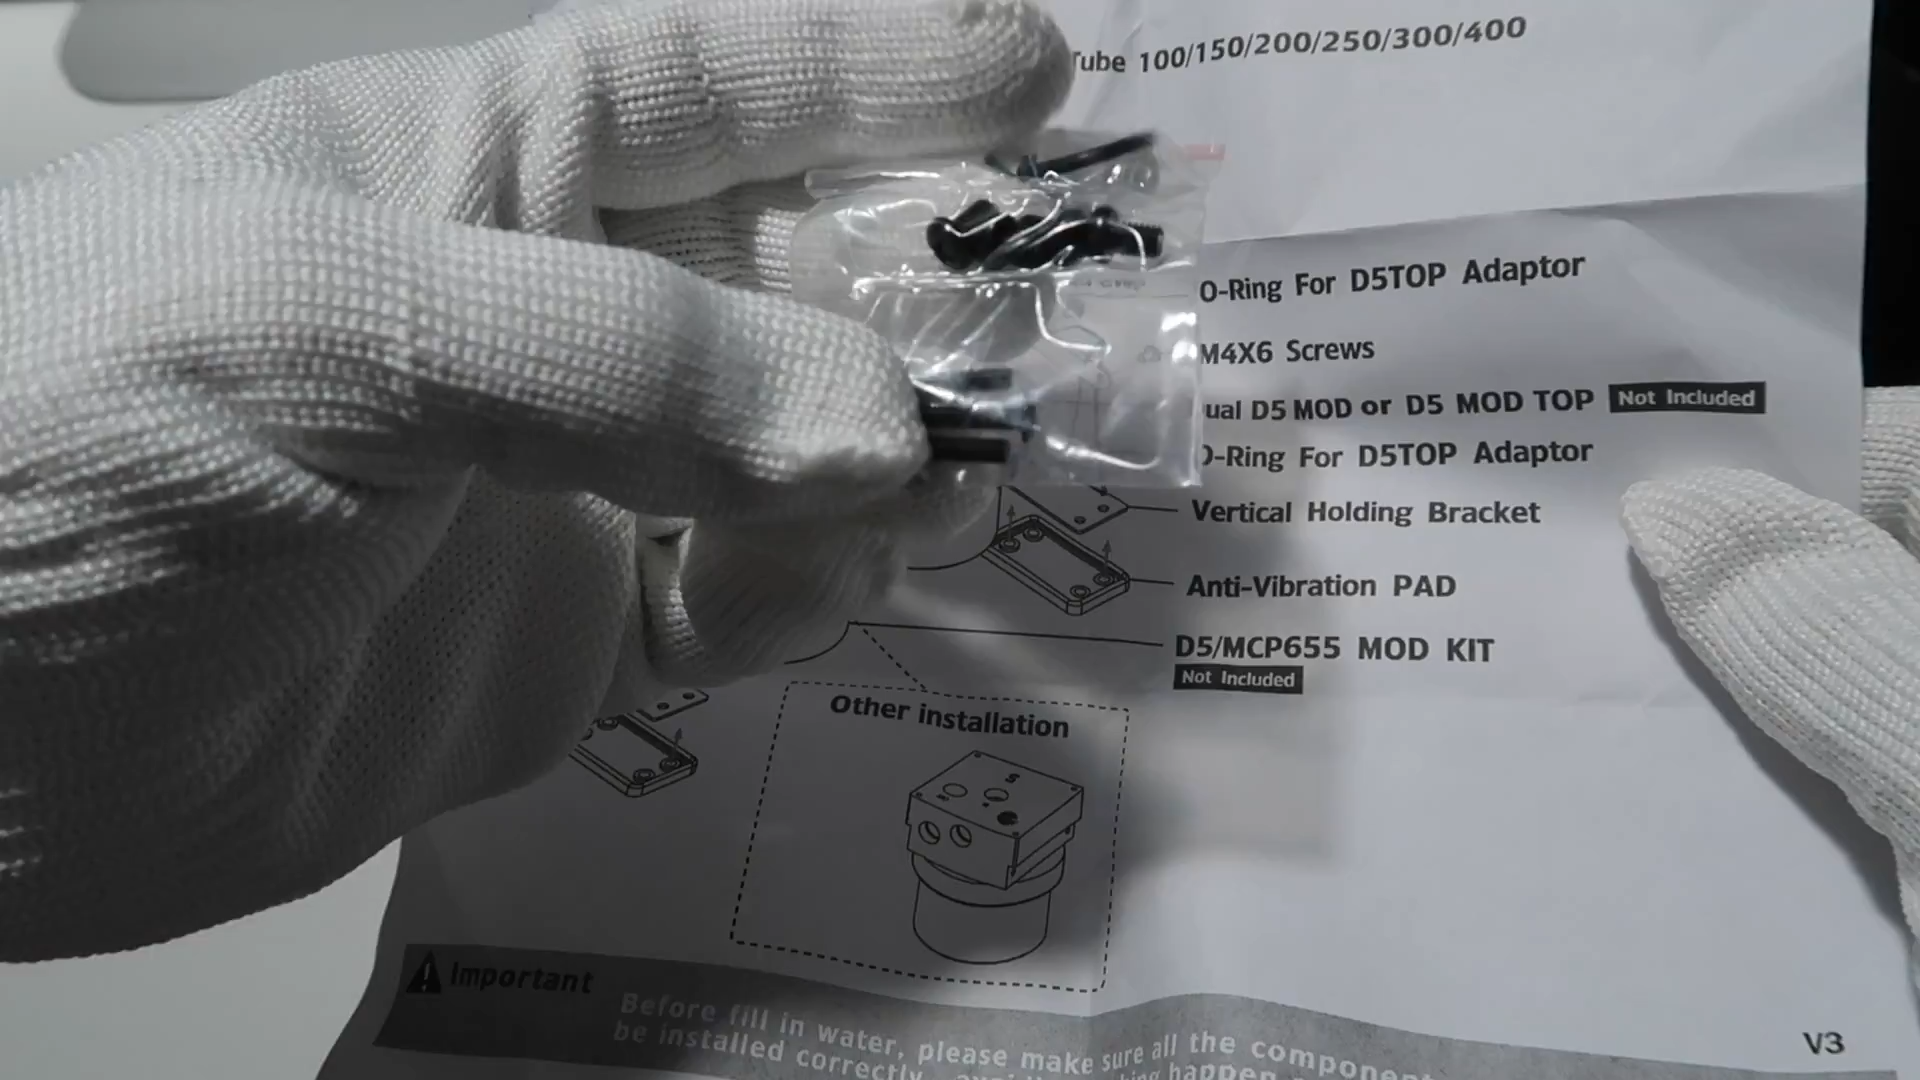 Tube 100/150/200/250/300/400
O-Ring For D5TOP Adaptor
M4X6 Screws
D5 MOD or D5 MOD TOP Not Included
O-Ring For D5TOP Adaptor
Vertical Holding Bracket
Anti-Vibration PAD
D5/MCP655 MOD KIT
Not Included
Other installation
S
Important
Before fill in water, please make sure all the
be installed correctly, happen
V3